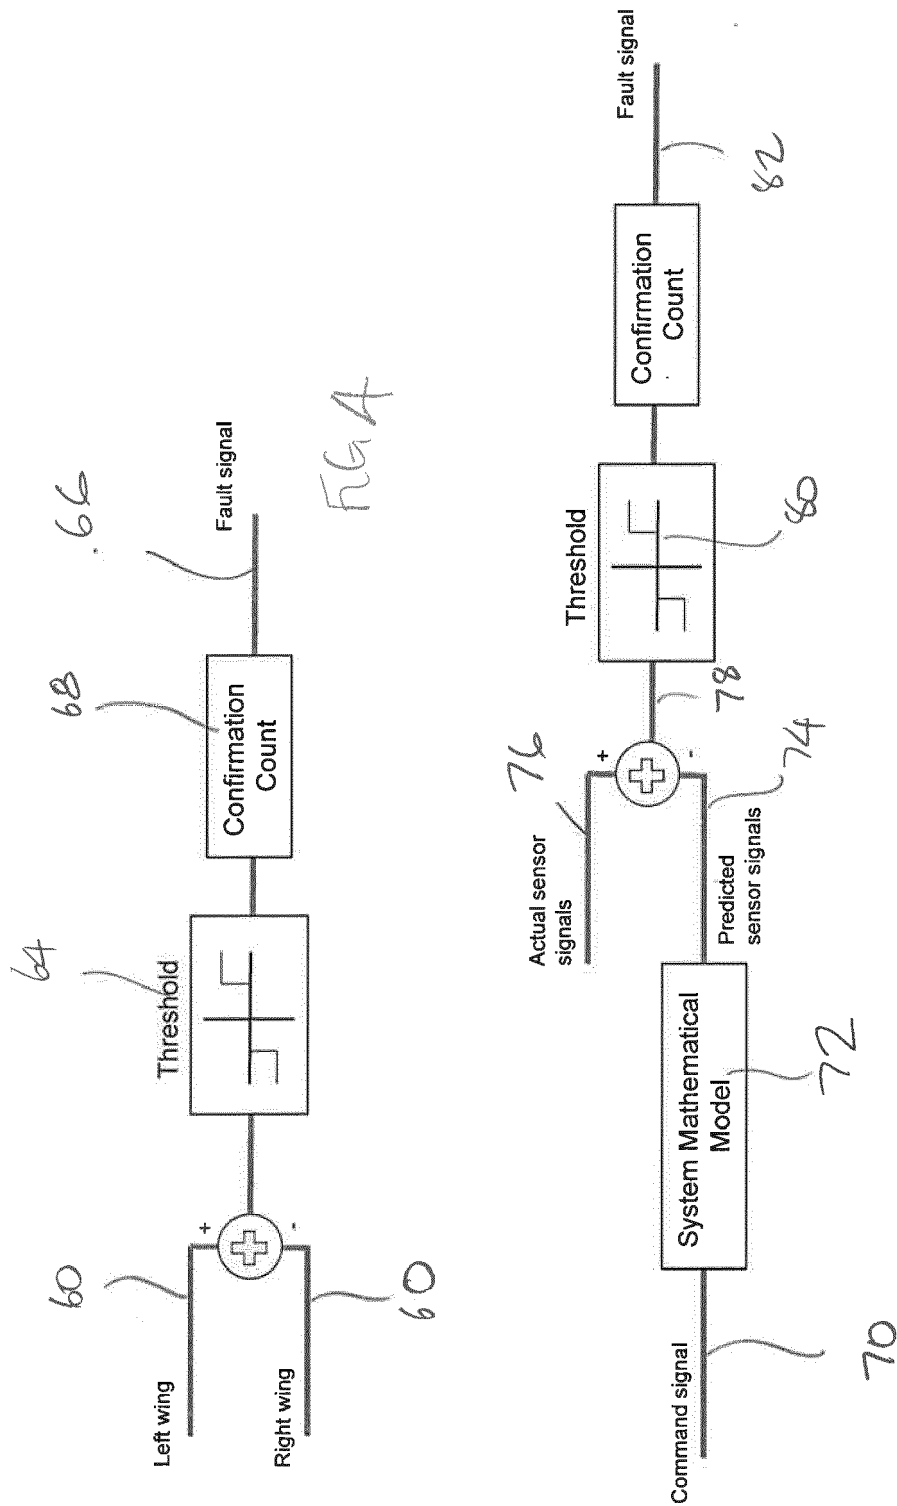 60
64
68
66
Left wing
+
-
Right wing
60
Threshold
Confirmation
Count
Fault signal
FIG 4
Command signal
70
System Mathematical
Model
72
Actual sensor
signals
76
+
-
Predicted
sensor signals
74
78
Threshold
80
Confirmation
Count
Fault signal
82